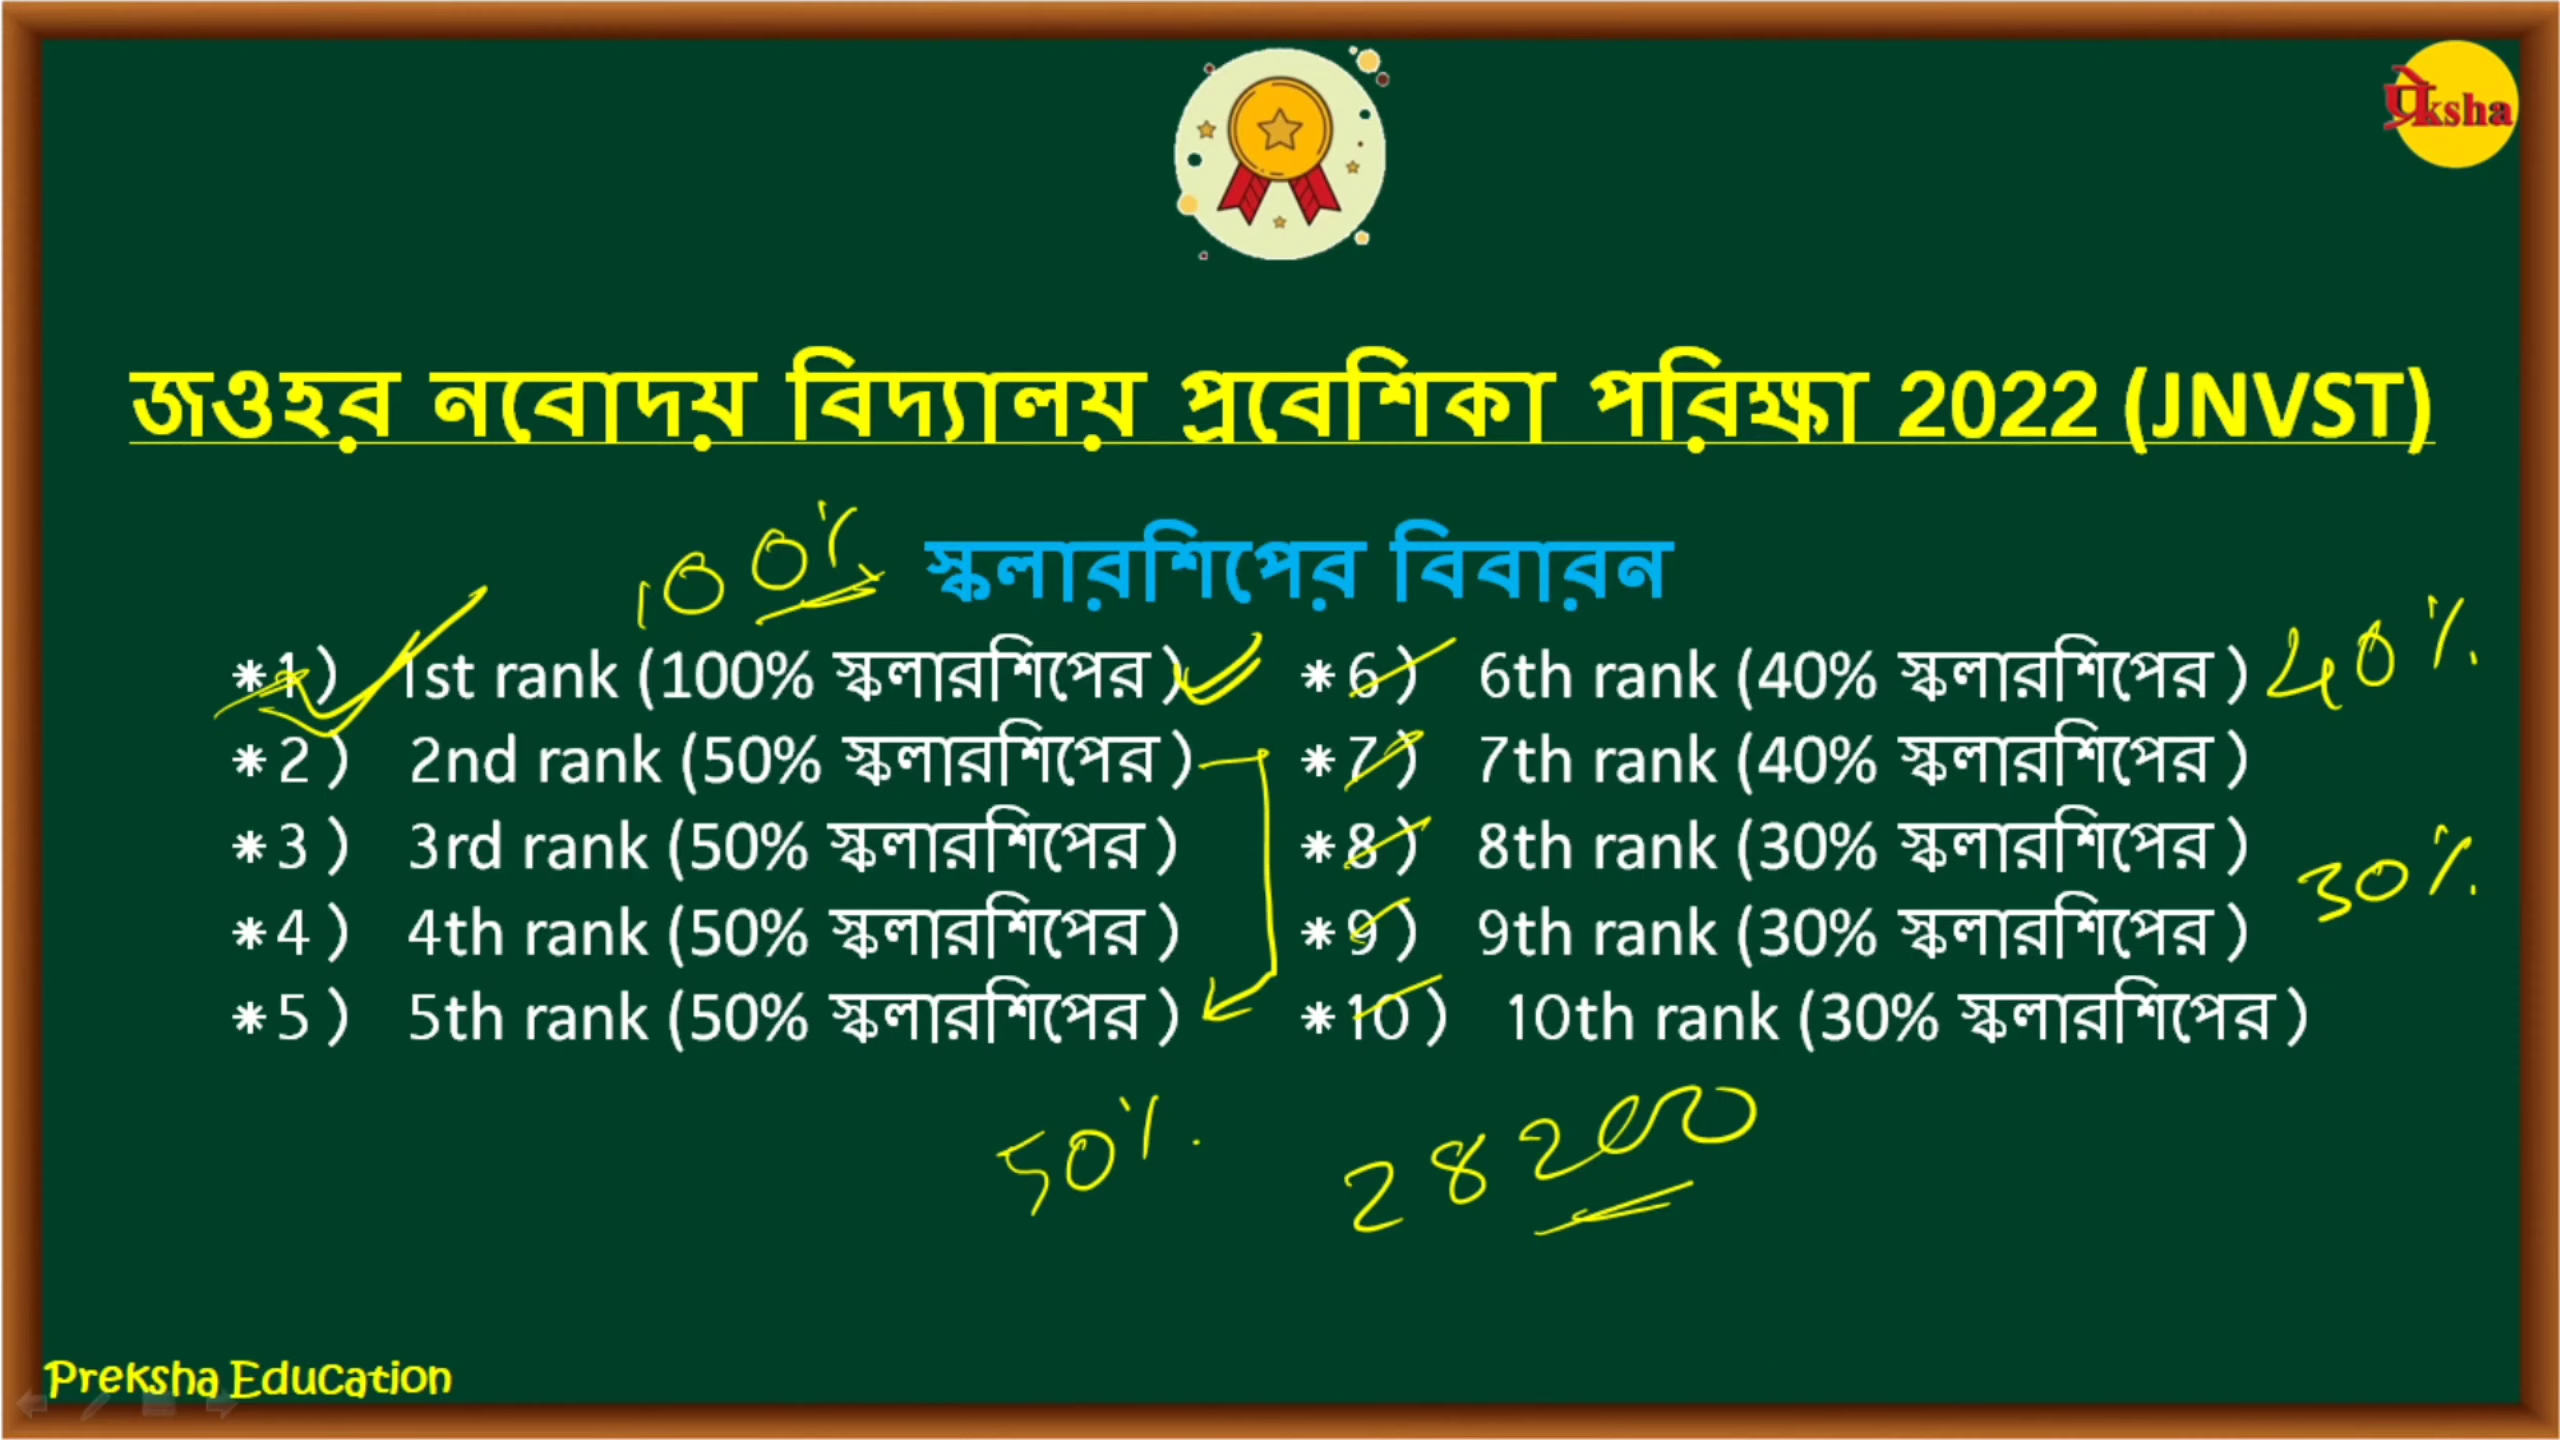 प्रेksha
জওহর নবোদয় বিদ্যালয় প্রবেশিকা পরিক্ষা 2022 (JNVST)
100%
স্কলারশিপের বিবারন
*1) 1st rank (100% স্কলারশিপের)
*2) 2nd rank (50% স্কলারশিপের)
*3) 3rd rank (50% স্কলারশিপের)
*4) 4th rank (50% স্কলারশিপের)
*5) 5th rank (50% স্কলারশিপের)
*6) 6th rank (40% স্কলারশিপের) 40%
*7) 7th rank (40% স্কলারশিপের)
*8) 8th rank (30% স্কলারশিপের) 30%
*9) 9th rank (30% স্কলারশিপের)
*10) 10th rank (30% স্কলারশিপের)
50%
28200
Preksha Education